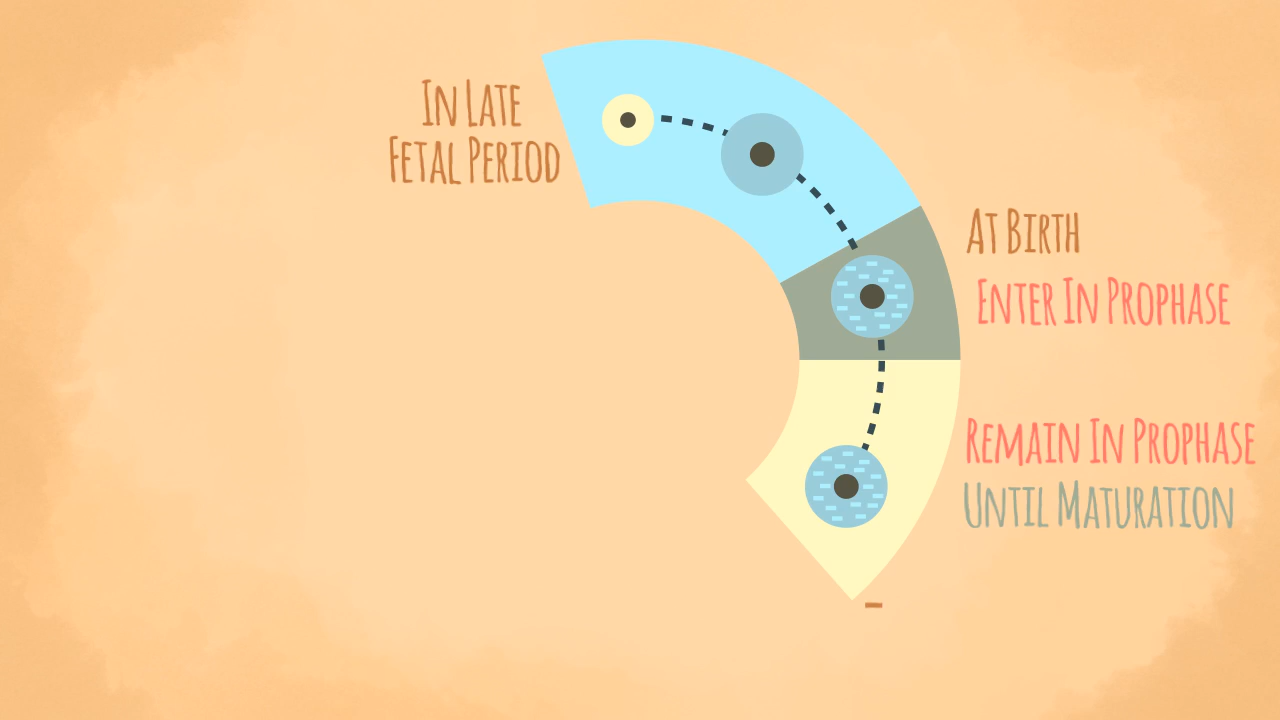 In Late
Fetal Period
At Birth
Enter In Prophase
Remain In Prophase
Until Maturation